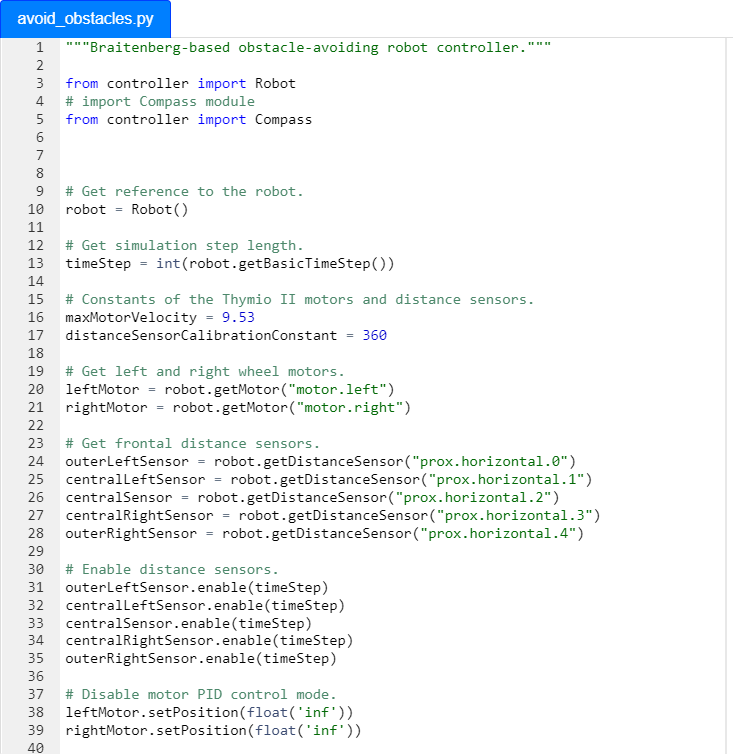 avoid_obstacles.py
1 """Braitenberg-based obstacle-avoiding robot controller."""
2
3 from controller import Robot
4 # import Compass module
5 from controller import Compass
6
7
8
9 # Get reference to the robot.
10 robot = Robot()
11
12 # Get simulation step length.
13 timeStep = int(robot.getBasicTimeStep())
14
15 # Constants of the Thymio II motors and distance sensors.
16 maxMotorVelocity = 9.53
17 distanceSensorCalibrationConstant = 360
18
19 # Get left and right wheel motors.
20 leftMotor = robot.getMotor("motor.left")
21 rightMotor = robot.getMotor("motor.right")
22
23 # Get frontal distance sensors.
24 outerLeftSensor = robot.getDistanceSensor("prox.horizontal.0")
25 centralLeftSensor = robot.getDistanceSensor("prox.horizontal.1")
26 centralSensor = robot.getDistanceSensor("prox.horizontal.2")
27 centralRightSensor = robot.getDistanceSensor("prox.horizontal.3")
28 outerRightSensor = robot.getDistanceSensor("prox.horizontal.4")
29
30 # Enable distance sensors.
31 outerLeftSensor.enable(timeStep)
32 centralLeftSensor.enable(timeStep)
33 centralSensor.enable(timeStep)
34 centralRightSensor.enable(timeStep)
35 outerRightSensor.enable(timeStep)
36
37 # Disable motor PID control mode.
38 leftMotor.setPosition(float('inf'))
39 rightMotor.setPosition(float('inf'))
40